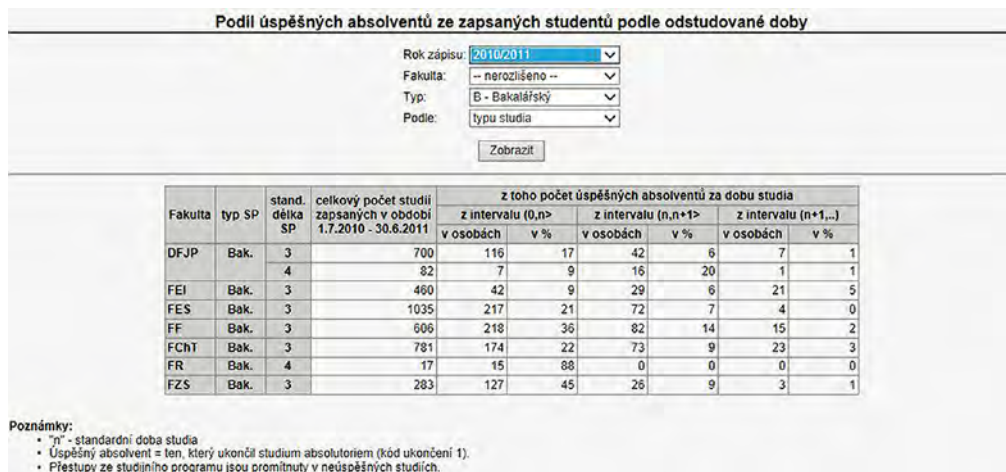 Podíl úspěšných absolventů ze zapsaných studentů podle odstudované doby
Rok zápisu: 2010/2011
Fakulta: -- nerozlišeno --
Typ: B - Bakalářský
Podle: typu studia
Zobrazit
Fakulta typ SP stand. délka SP celkový počet studií zapsaných v období 1.7.2010 - 30.6.2011 z toho počet úspěšných absolventů za dobu studia
z intervalu (0,n> z intervalu (n,n+1> z intervalu (n+1,..)
v osobách v % v osobách v % v osobách v %
DFJP Bak. 3 700 116 17 42 6 7 1
4 82 7 9 16 20 1 1
FEI Bak. 3 460 42 9 29 6 21 5
FES Bak. 3 1035 217 21 72 7 4 0
FF Bak. 3 606 218 36 82 14 15 2
FChT Bak. 3 781 174 22 73 9 23 3
FR Bak. 4 17 15 88 0 0 0 0
FZS Bak. 3 283 127 45 26 9 3 1
Poznámky:
• "n" - standardní doba studia
• Úspěšný absolvent = ten, který ukončil studium absolutoriem (kód ukončení 1).
• Přestupy ze studijního programu jsou promítnuty v neúspěšných studiích.